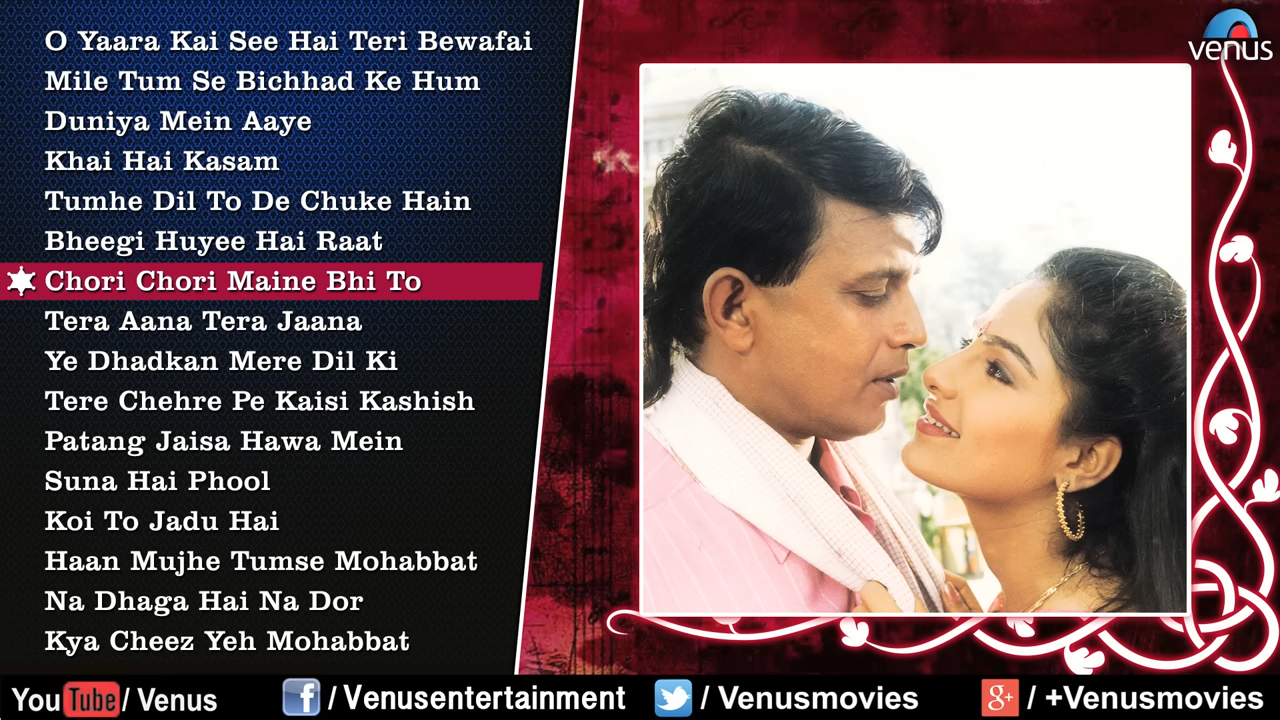 O Yaara Kai See Hai Teri Bewafai
Mile Tum Se Bichhad Ke Hum
Duniya Mein Aaye
Khai Hai Kasam
Tumhe Dil To De Chuke Hain
Bheegi Huyee Hai Raat
Chori Chori Maine Bhi To
Tera Aana Tera Jaana
Ye Dhadkan Mere Dil Ki
Tere Chehre Pe Kaisi Kashish
Patang Jaisa Hawa Mein
Suna Hai Phool
Koi To Jadu Hai
Haan Mujhe Tumse Mohabbat
Na Dhaga Hai Na Dor
Kya Cheez Yeh Mohabbat
venus
You Tube / Venus f / Venusentertainment / Venusmovies g+ / +Venusmovies